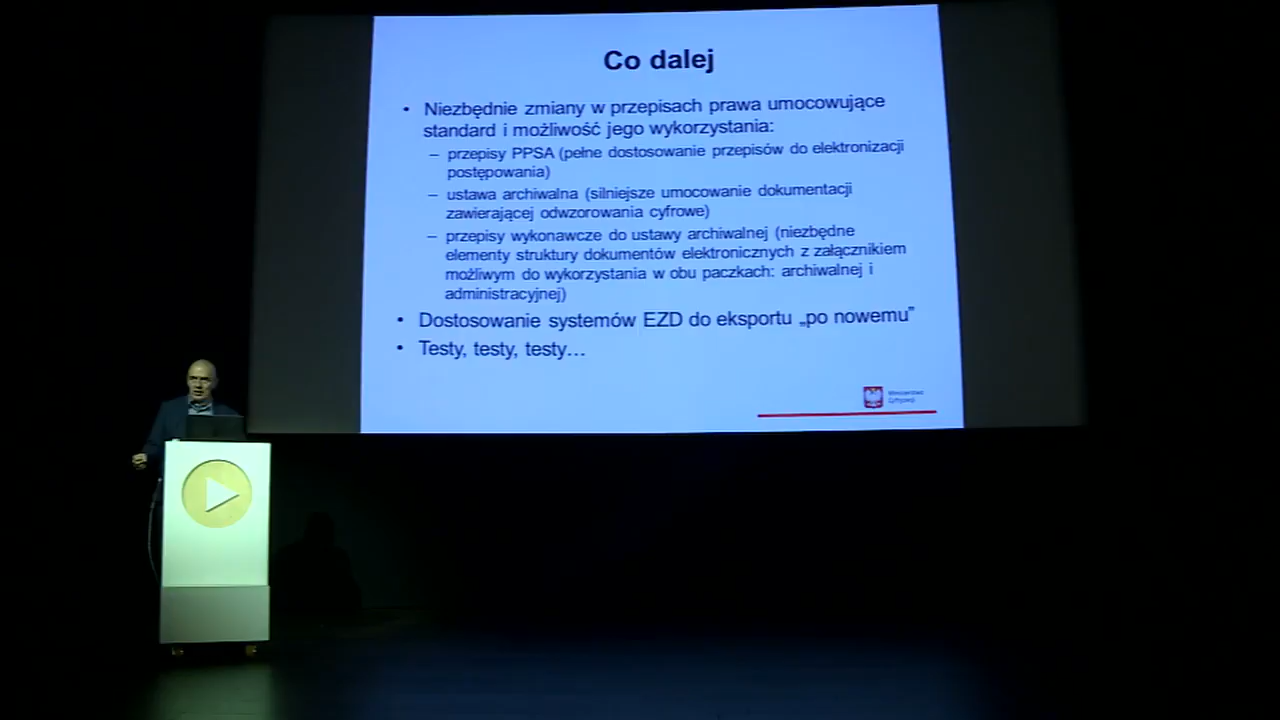 Co dalej
• Niezbędnie zmiany w przepisach prawa umocowujące
standard i możliwość jego wykorzystania:
– przepisy PPSA (pełne dostosowanie przepisów do elektronizacji
postępowania)
– ustawa archiwalna (silniejsze umocowanie dokumentacji
zawierającej odwzorowania cyfrowe)
– przepisy wykonawcze do ustawy archiwalnej (niezbędne
elementy struktury dokumentów elektronicznych z załącznikiem
możliwym do wykorzystania w obu paczkach: archiwalnej i
administracyjnej)
• Dostosowanie systemów EZD do eksportu „po nowemu”
• Testy, testy, testy…
Ministerstwo
Cyfryzacji